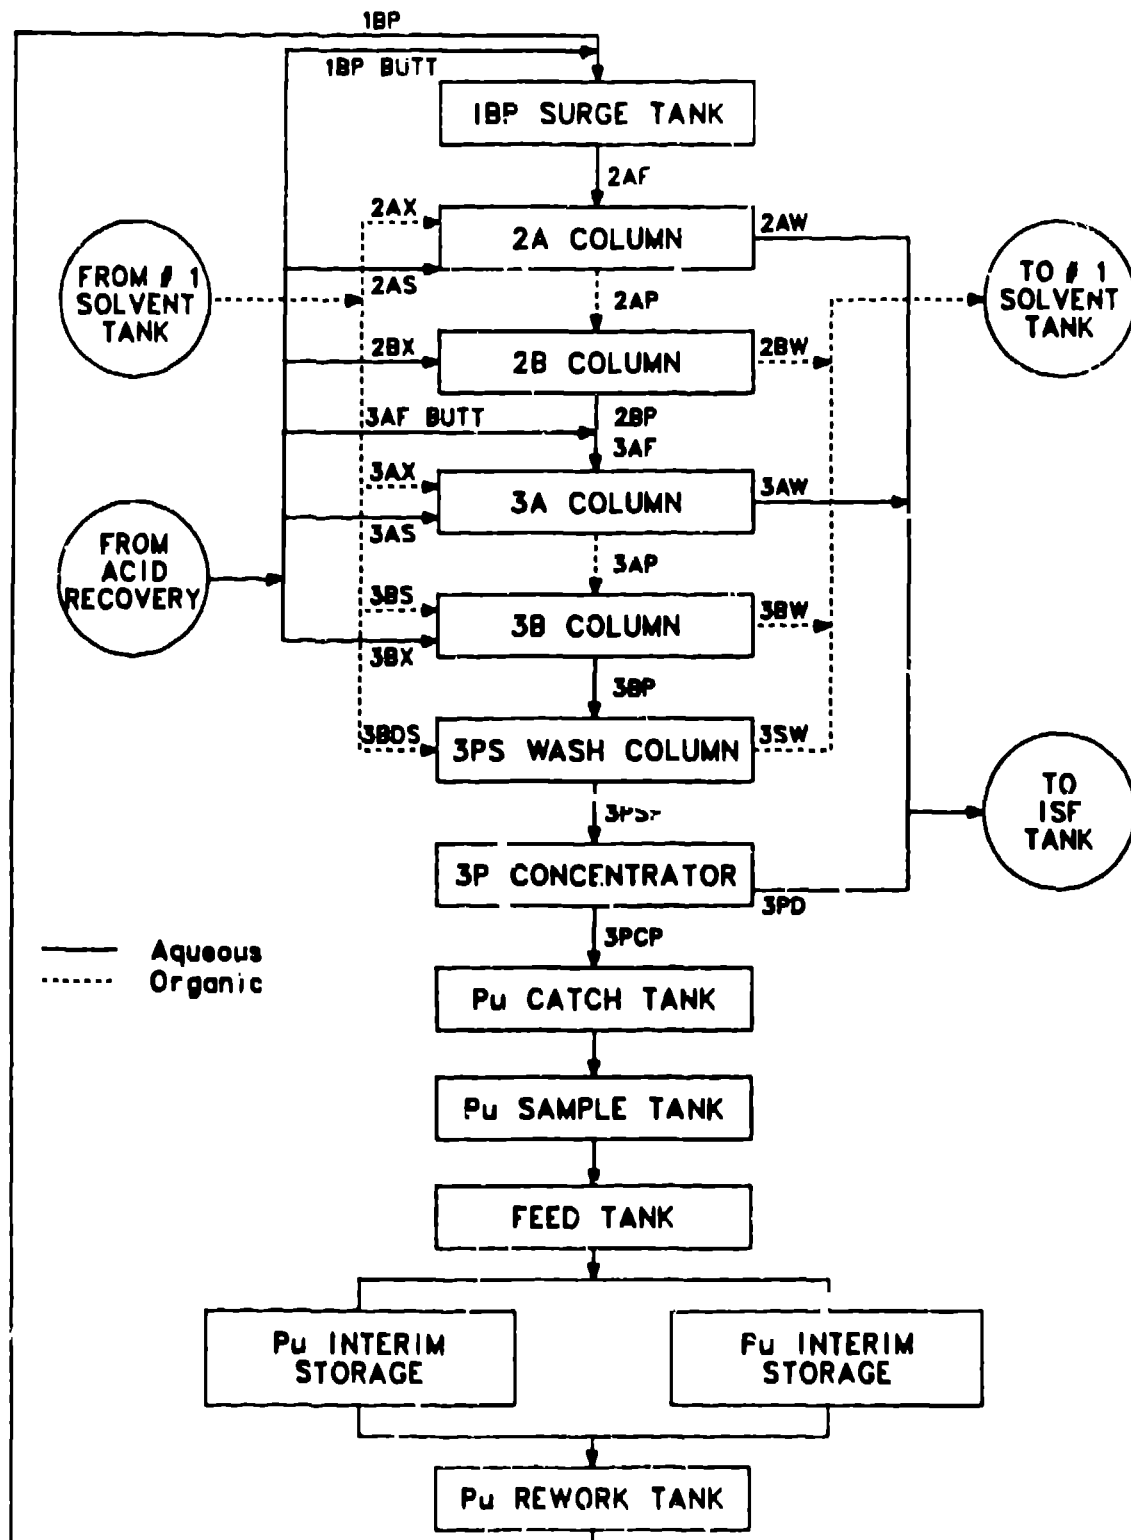 1BP
1BP BUTT
1BP SURGE TANK
2AF
2AX
2A COLUMN
2AW
FROM # 1
SOLVENT
TANK
2AS
2AP
TO # 1
SOLVENT
TANK
2BX
2B COLUMN
2BW
3AF BUTT
2BP
3AF
3AX
3A COLUMN
3AW
3AS
FROM
ACID
RECOVERY
3AP
3BS
3B COLUMN
3BW
3BX
3BP
3BDS
3PS WASH COLUMN
3SW
TO
ISF
TANK
3P CONCENTRATOR
3PD
3PCP
Aqueous
Organic
Pu CATCH TANK
Pu SAMPLE TANK
FEED TANK
Pu INTERIM
STORAGE
Pu INTERIM
STORAGE
Pu REWORK TANK